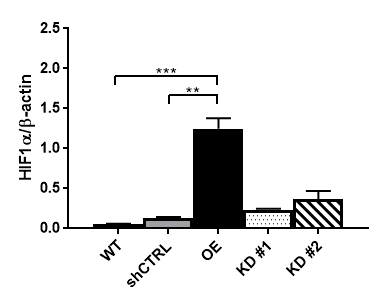 2.5
2.0
1.5
1.0
0.5
0.0
HIF1α/β-actin
***
**
WT
shCTRL
OE
KD #1
KD #2